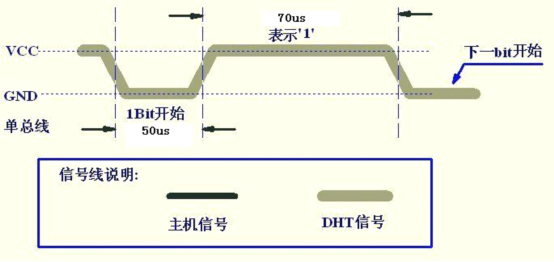 70us
表示'1'
VCC
下一bit开始
GND
1Bit开始
单总线
50us
信号线说明:
主机信号
DHT信号